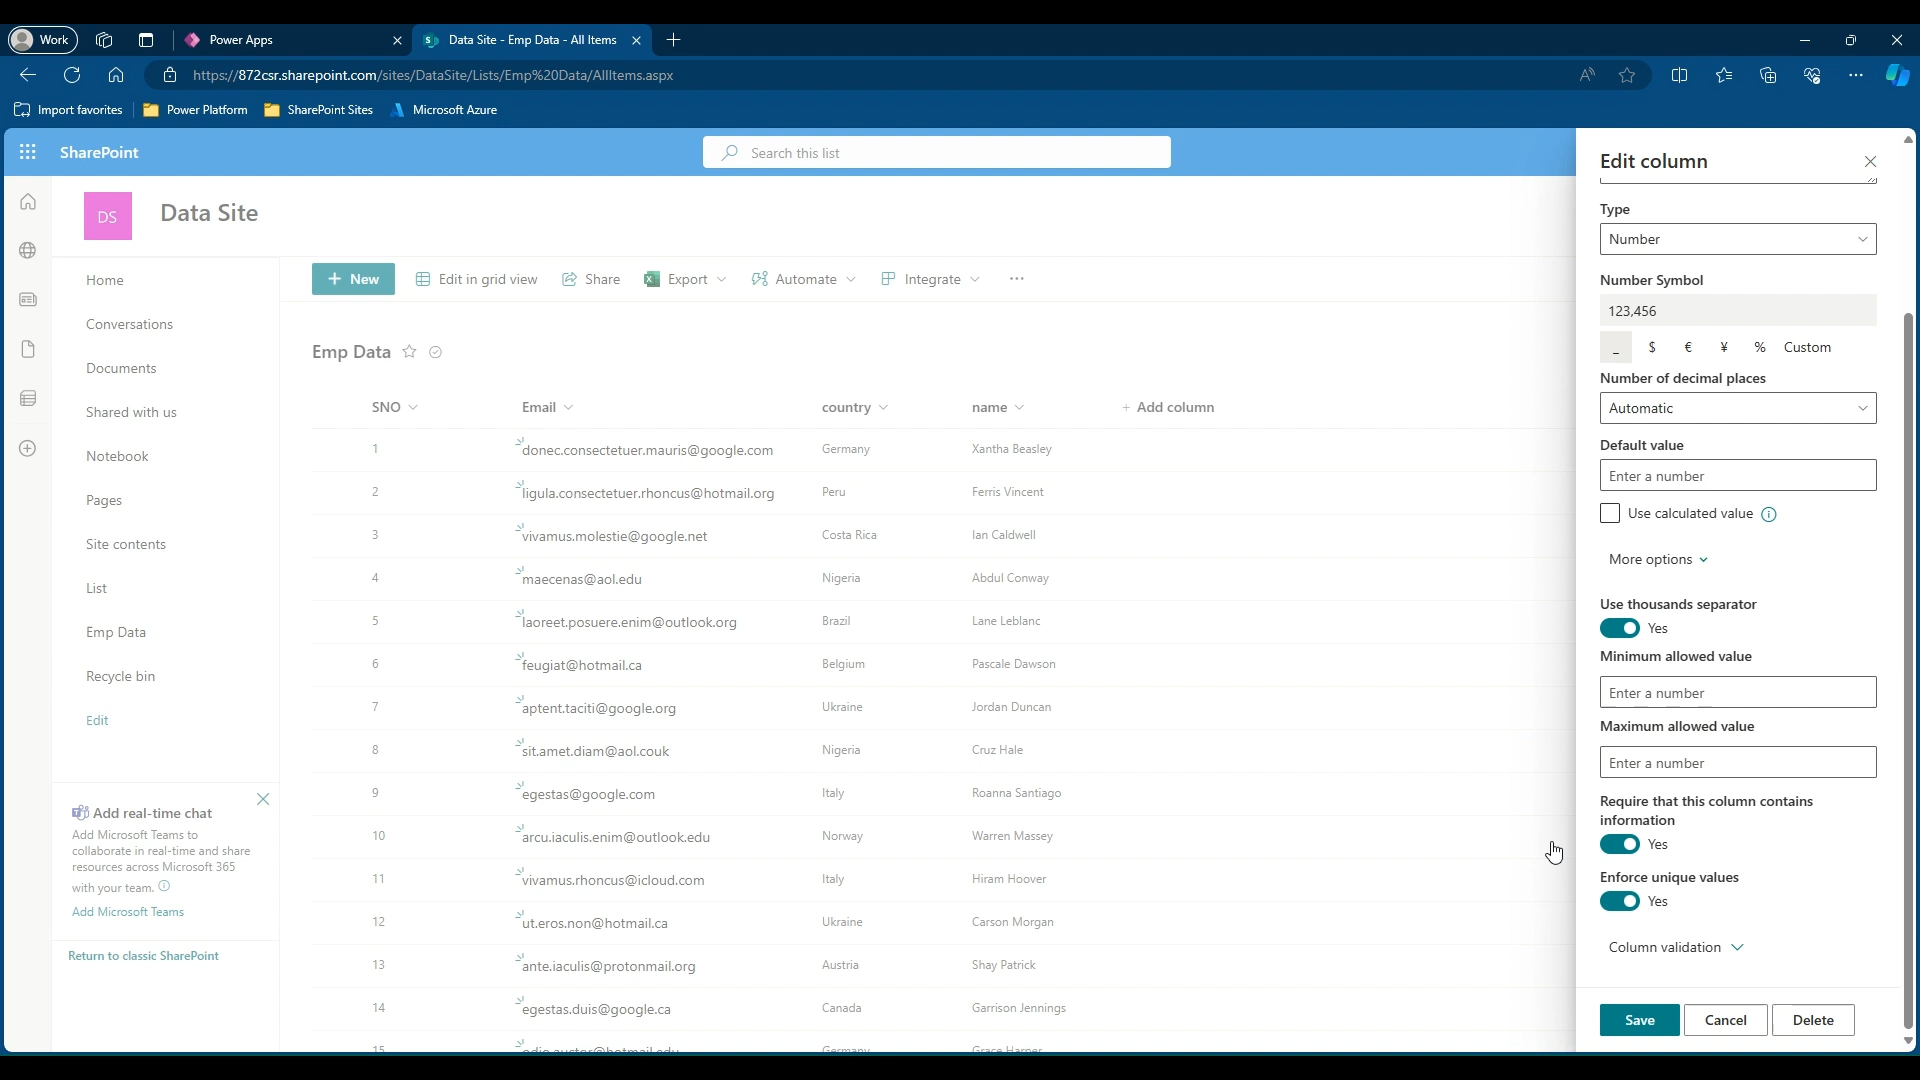 Work
Power Apps
Data Site - Emp Data - All Items
https://872csr.sharepoint.com/sites/DataSite/Lists/Emp%20Data/AllItems.aspx
Import favorites
Power Platform
SharePoint Sites
Microsoft Azure
SharePoint
Search this list
DS
Data Site
Home
Conversations
Documents
Shared with us
Notebook
Pages
Site contents
List
Emp Data
Recycle bin
Edit
Add real-time chat
Add Microsoft Teams to
collaborate in real-time and share
resources across Microsoft 365
with your team.
Add Microsoft Teams
Return to classic SharePoint
+ New Edit in grid view Share Export Automate Integrate ...
Emp Data
SNO Email country name + Add column
1 donec.consectetuer.mauris@google.com Germany Xantha Beasley
2 ligula.consectetuer.rhoncus@hotmail.org Peru Ferris Vincent
3 vivamus.molestie@google.net Costa Rica Ian Caldwell
4 maecenas@aol.edu Nigeria Abdul Conway
5 laoreet.posuere.enim@outlook.org Brazil Lane Leblanc
6 feugiat@hotmail.ca Belgium Pascale Dawson
7 aptent.taciti@google.org Ukraine Jordan Duncan
8 sit.amet.diam@aol.couk Nigeria Cruz Hale
9 egestas@google.com Italy Roanna Santiago
10 arcu.iaculis.enim@outlook.edu Norway Warren Massey
11 vivamus.rhoncus@icloud.com Italy Hiram Hoover
12 ut.eros.non@hotmail.ca Ukraine Carson Morgan
13 ante.iaculis@protonmail.org Austria Shay Patrick
14 egestas.duis@google.ca Canada Garrison Jennings
15 Germany Grace Harper
Edit column
Type
Number
Number Symbol
123,456
_ $ € ¥ % Custom
Number of decimal places
Automatic
Default value
Enter a number
Use calculated value
More options
Use thousands separator
Yes
Minimum allowed value
Enter a number
Maximum allowed value
Enter a number
Require that this column contains
information
Yes
Enforce unique values
Yes
Column validation
Save Cancel Delete